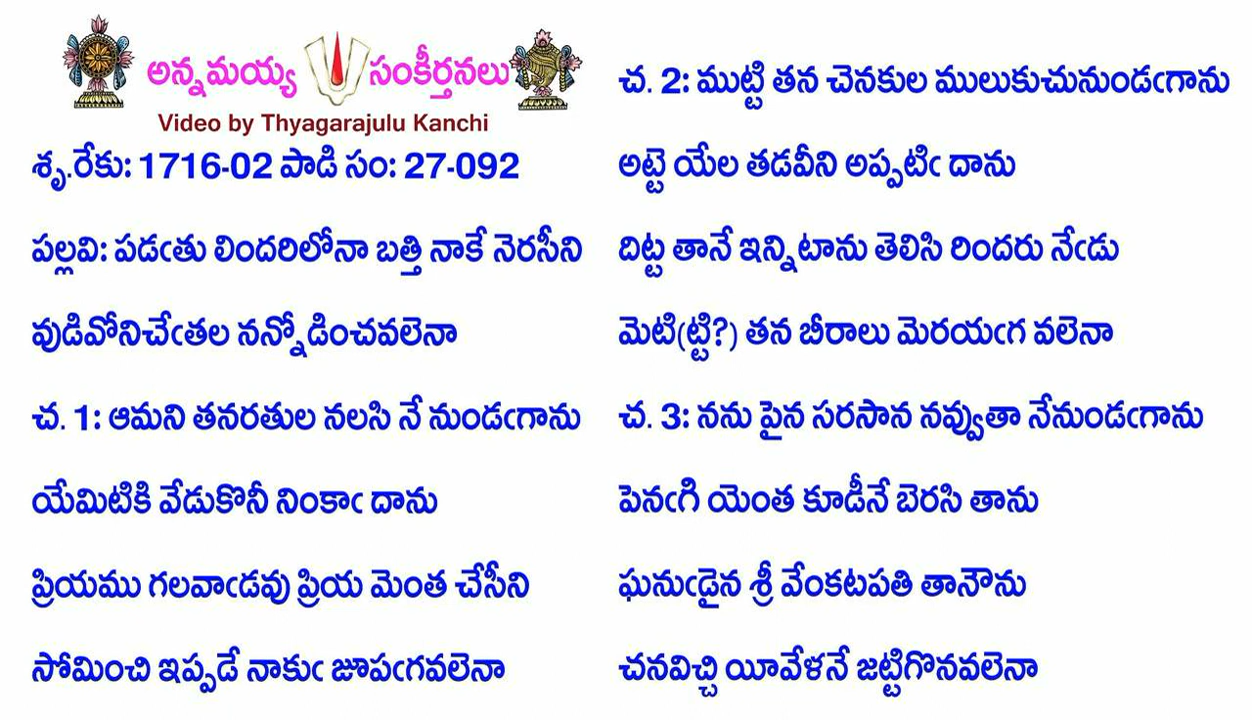 అన్నమయ్య సంకీర్తనలు
Video by Thyagarajulu Kanchi
శృ.రేకు: 1716-02 పాడి సం: 27-092
పల్లవి: పడఁతు లిందరిలోనా బత్తి నాకే నెరసీని
వుడివోనిచేఁతల నన్నోడించవలెనా
చ. 1: ఆమని తనరతుల నలసి నే నుండఁగాను
యేమిటికి వేడుకొనీ నింకాఁ దాను
ప్రియము గలవాఁడవు ప్రియ మెంత చేసీని
సోమించి ఇప్పడే నాకుఁ జూపఁగవలెనా
చ. 2: ముట్టి తన చెనకుల ములుకుచునుండఁగాను
అట్టె యేల తడవీని అప్పటిఁ దాను
దిట్ట తానే ఇన్నిటాను తెలిసి రిందరు నేఁడు
మెటి(ట్టి?) తన బీరాలు మెరయఁగ వలెనా
చ. 3: నను పైన సరసాన నవ్వుతా నేనుండఁగాను
పెనఁగి యెంత కూడీనే బెరసి తాను
ఘనుఁడైన శ్రీ వేంకటపతి తానౌను
చనవిచ్చి యీవేళనే జట్టిగొనవలెనా